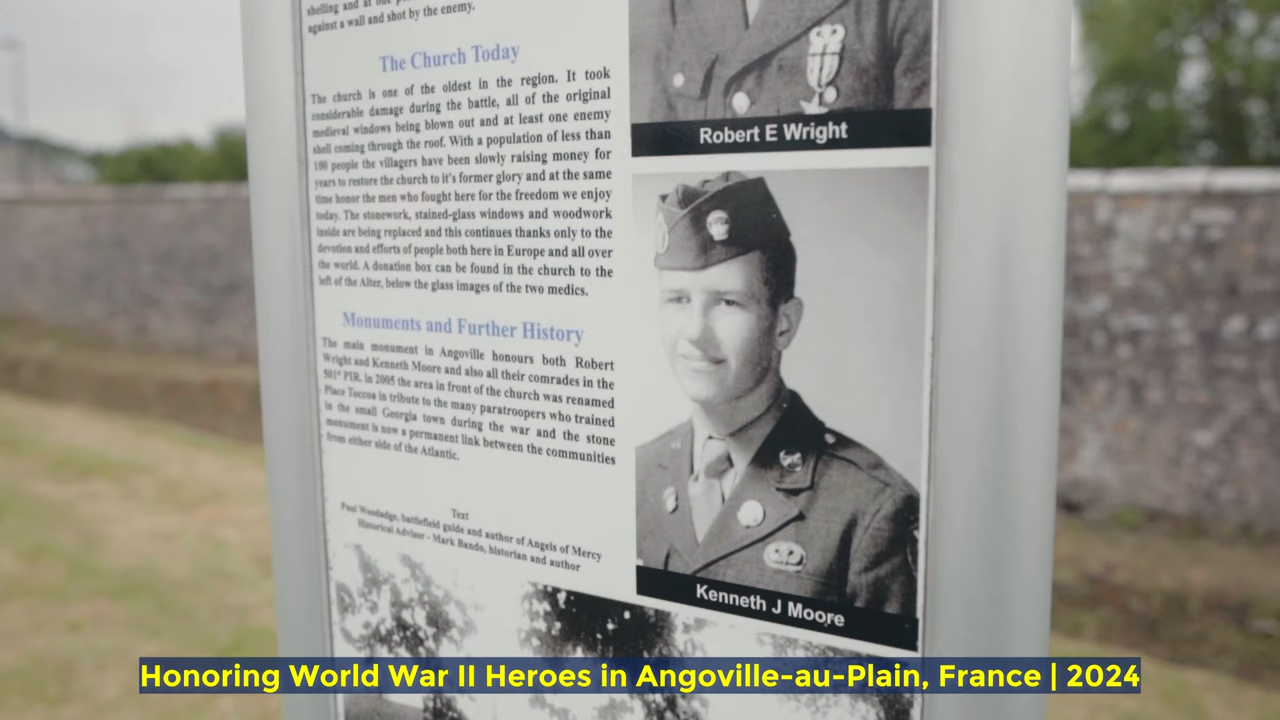 shelling and at one
against a wall and shot by the enemy.
The Church Today
The church is one of the oldest in the region. It took
considerable damage during the battle, all of the original
medieval windows being blown out and at least one enemy
shell coming through the roof. With a population of less than
100 people the villagers have been slowly raising money for
years to restore the church to it's former glory and at the same
time honor the men who fought here for the freedom we enjoy
today. The stonework, stained-glass windows and woodwork
inside are being replaced and this continues thanks only to the
devotion and efforts of people both here in Europe and all over
the world. A donation box can be found in the church to the
left of the Alter, below the glass images of the two medics.
Monuments and Further History
The main monument in Angoville honours both Robert
Wright and Kenneth Moore and also all their comrades in the
501st PIR. In 2005 the area in front of the church was renamed
Place Toccoa in tribute to the many paratroopers who trained
in the small Georgia town during the war and the stone
monument is now a permanent link between the communities
from either side of the Atlantic.
Text
Paul Woodadge, battlefield guide and author of Angels of Mercy
Historical Advisor - Mark Bando, historian and author
Robert E Wright
Kenneth J Moore
Honoring World War II Heroes in Angoville-au-Plain, France | 2024